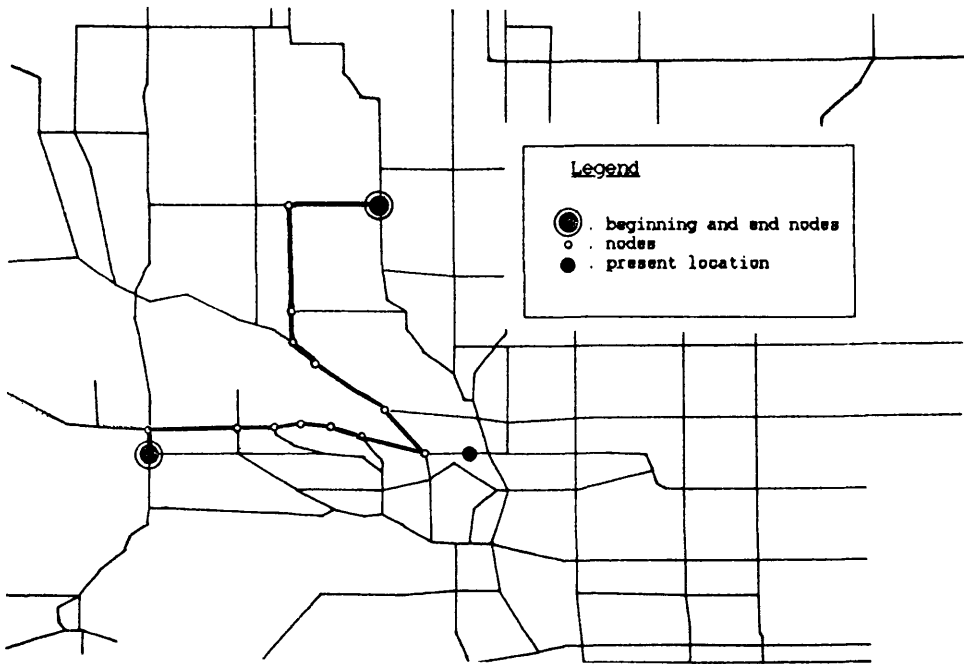 Legend
. beginning and end nodes
. nodes
. present location